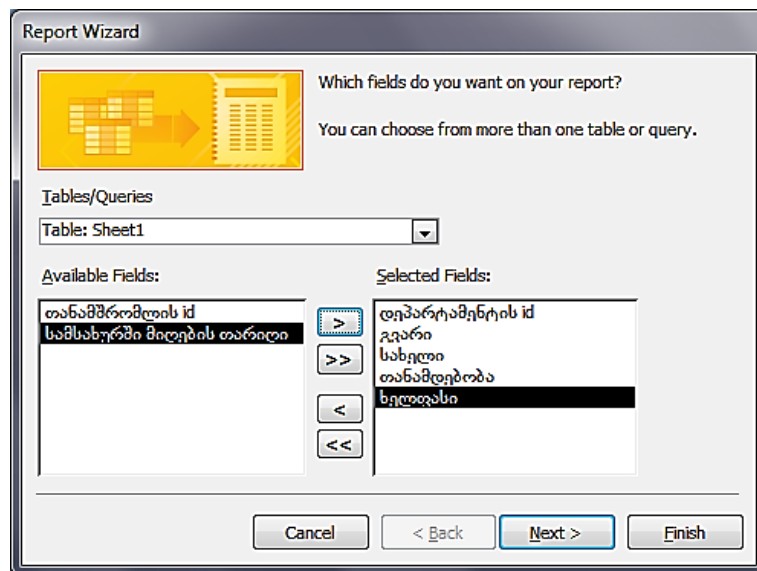 Report Wizard
Which fields do you want on your report?
You can choose from more than one table or query.
Tables/Queries
Table: Sheet1
Available Fields:
Selected Fields:
თანამშრომლის id
სამსახურში მიღების თარიღი
>
>>
<
<<
დეპარტამენტის id
გვარი
სახელი
თანამდებობა
ხელფასი
Cancel
< Back
Next >
Finish